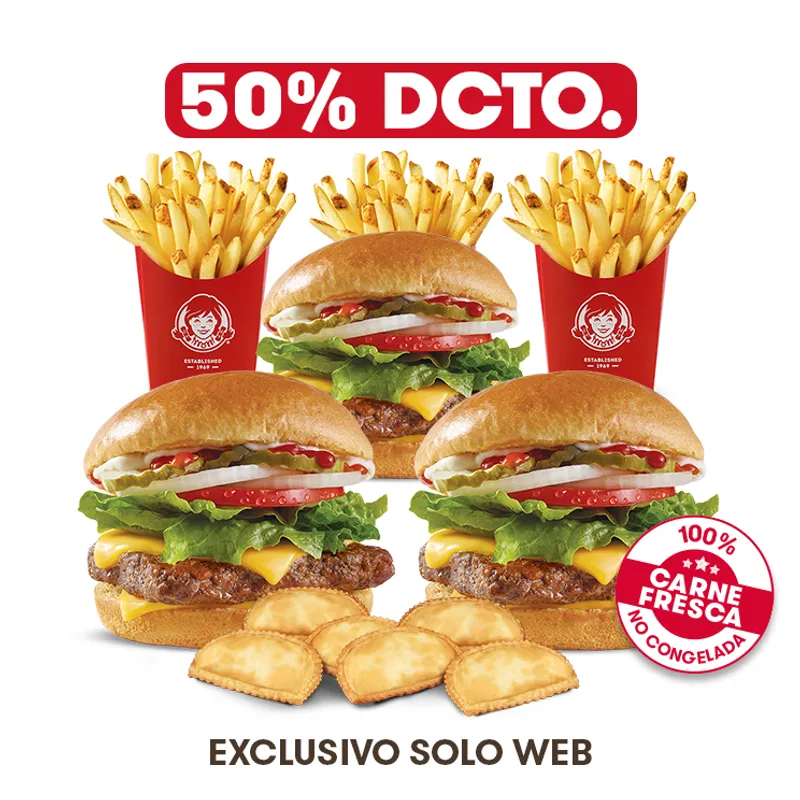 50% DCTO.
ESTABLISHED
1969
ESTABLISHED
1969
100%
CARNE
FRESCA
NO CONGELADA
EXCLUSIVO SOLO WEB